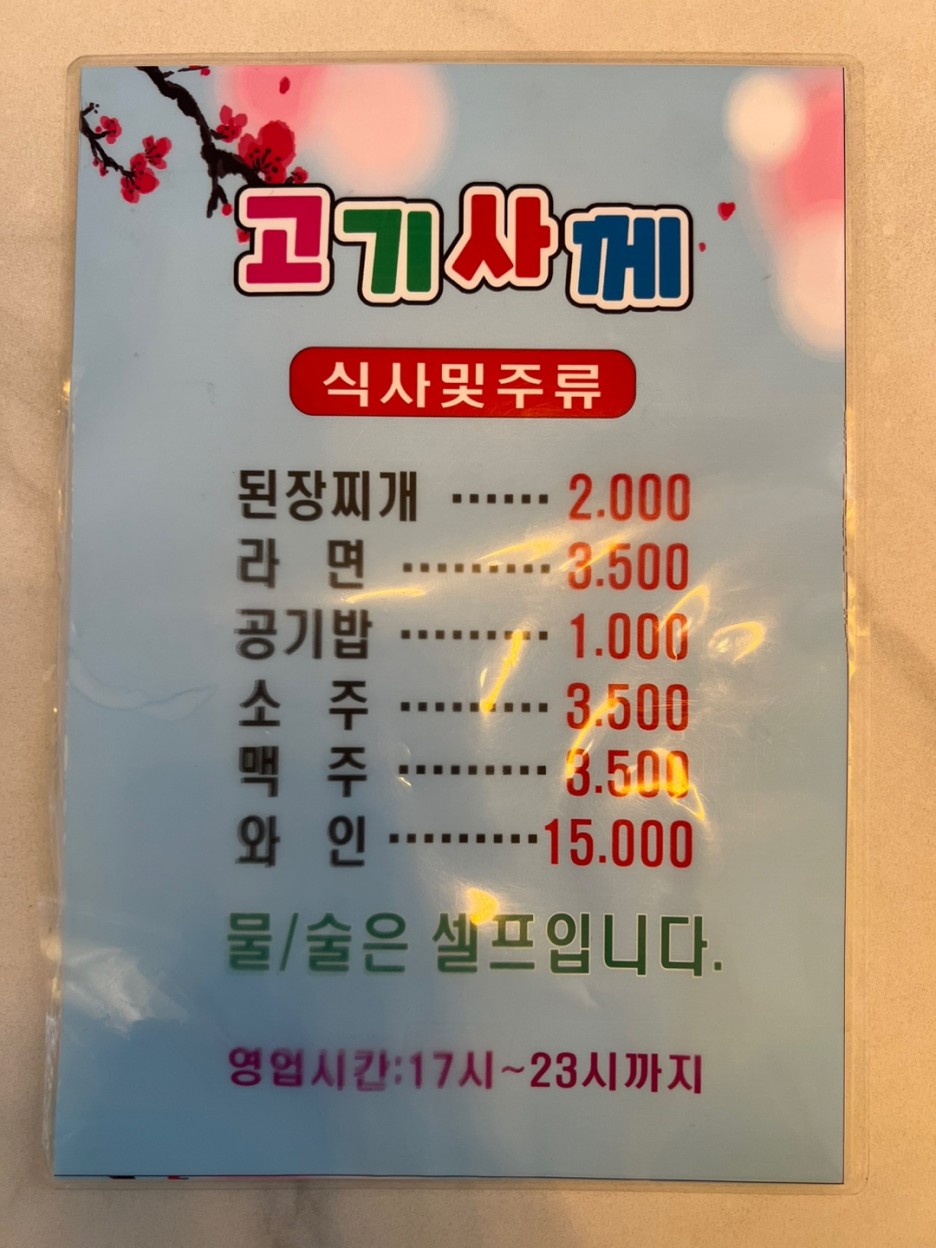 고기사께
식사및주류
된장찌개 ······ 2.000
라 면 ········· 3.500
공기밥 ········· 1.000
소 주 ········· 3.500
맥 주 ········· 3.500
와 인 ········· 15.000
물/술은 셀프입니다.
영업시간:17시~23시까지